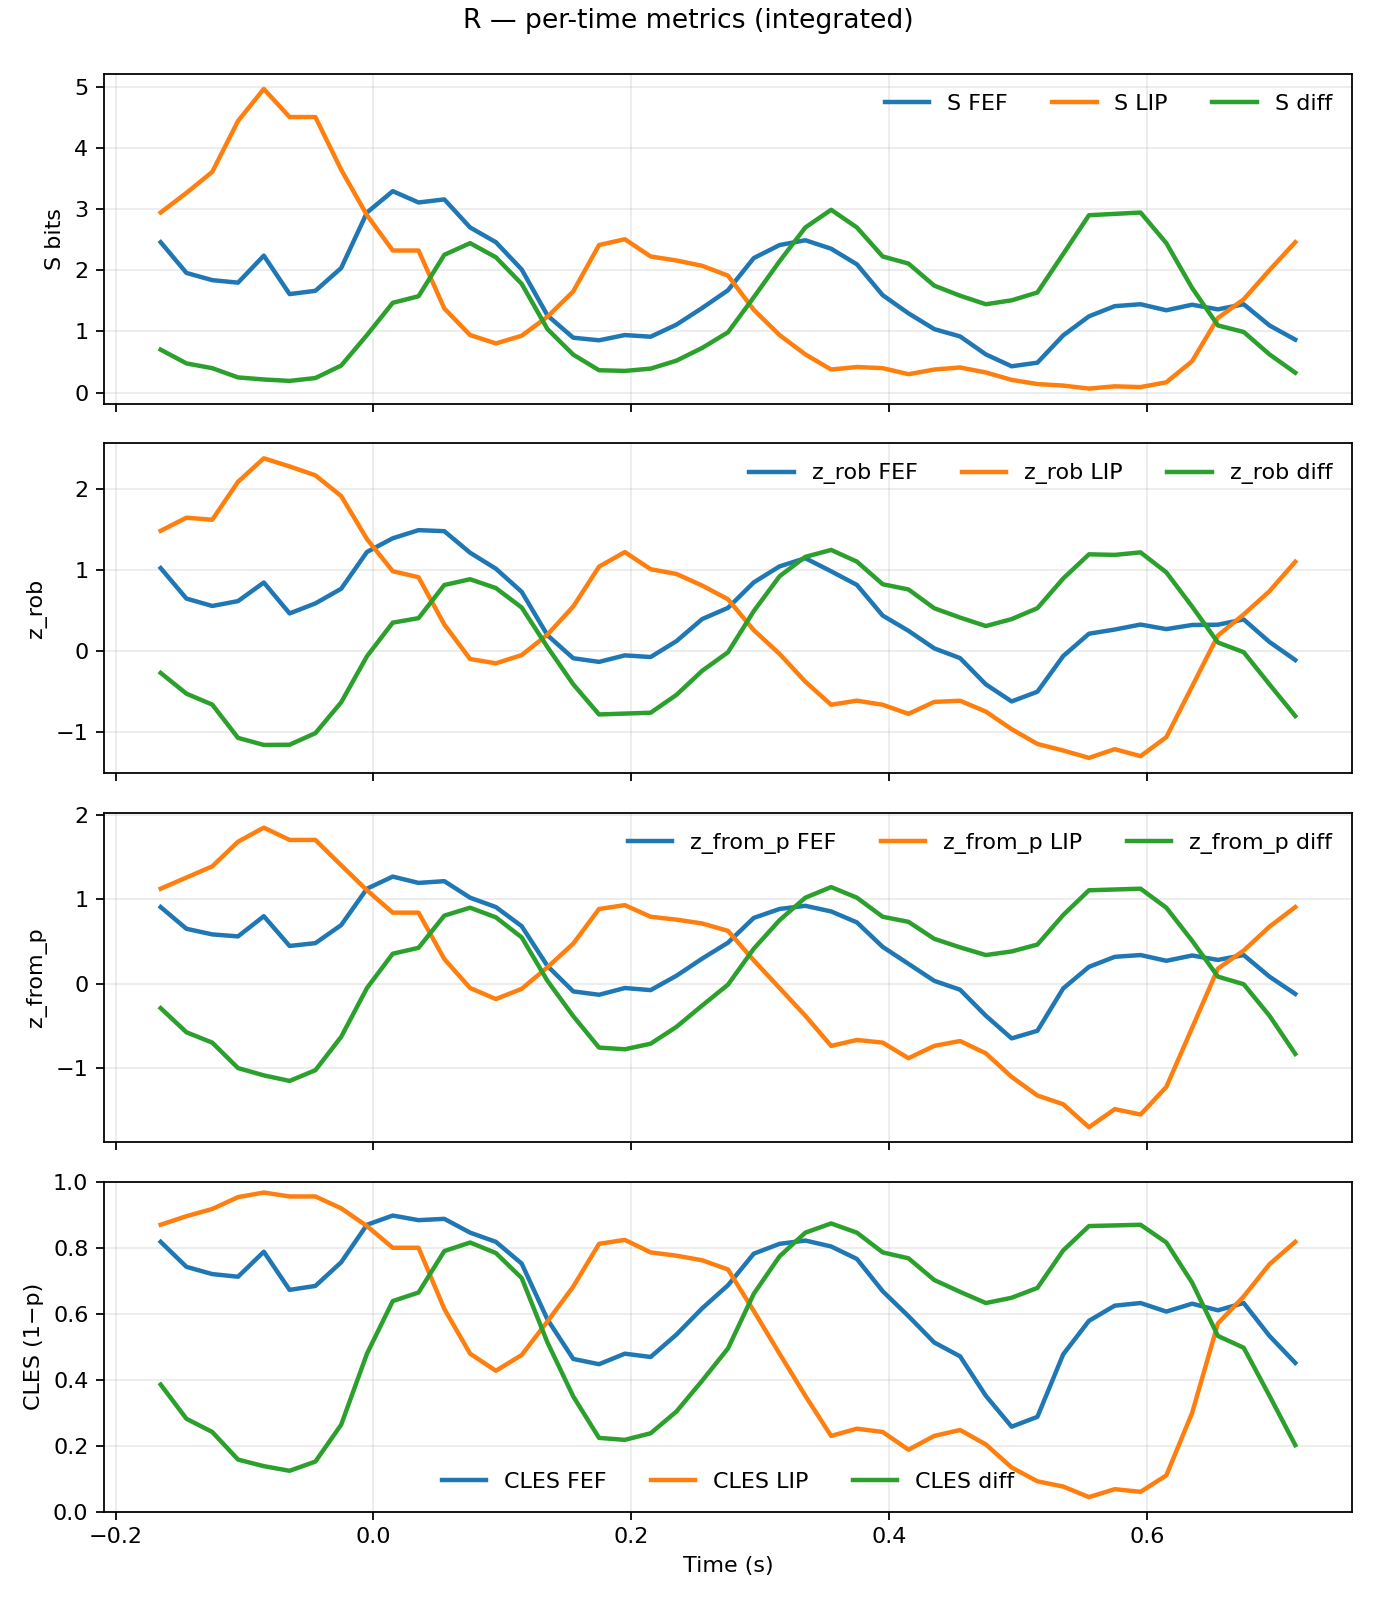 R — per-time metrics (integrated)
S FEF S LIP S diff
5
4
3
2
1
0
S bits
z_rob FEF z_rob LIP z_rob diff
2
1
0
−1
z_rob
z_from_p FEF z_from_p LIP z_from_p diff
2
1
0
−1
z_from_p
1.0
0.8
0.6
0.4
0.2
0.0
CLES (1−p)
CLES FEF CLES LIP CLES diff
−0.2 0.0 0.2 0.4 0.6
Time (s)